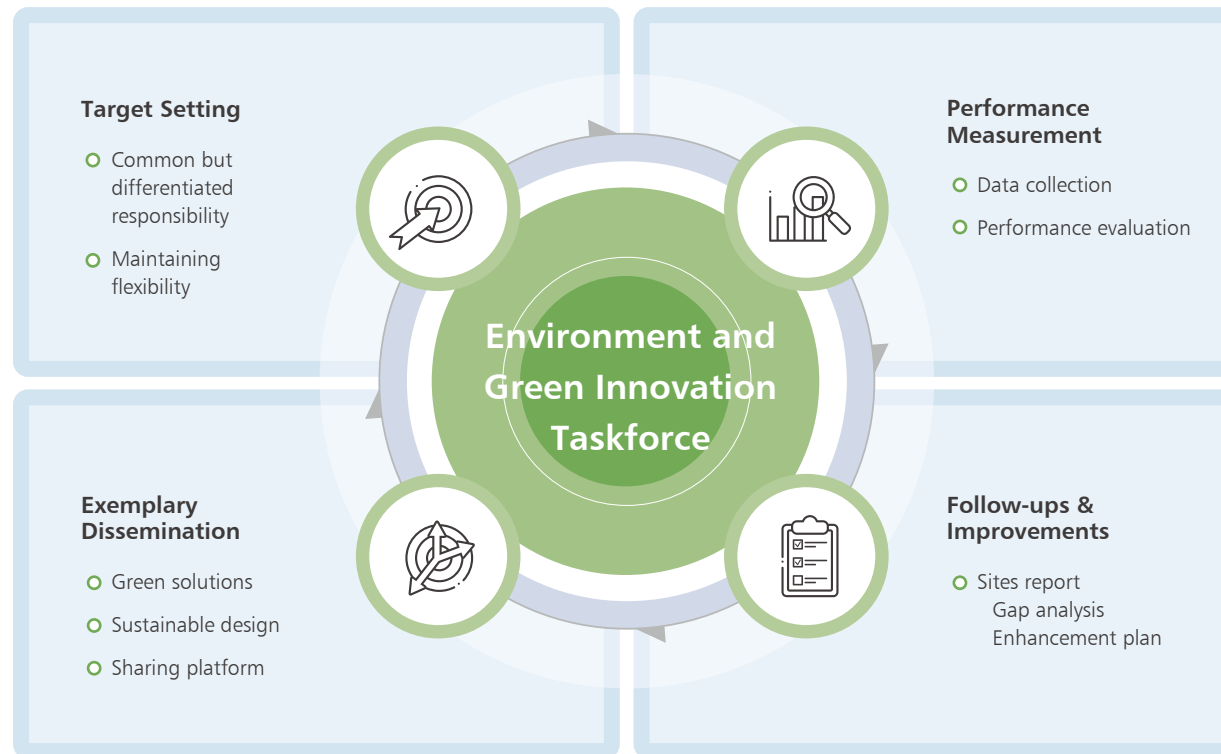 Target Setting
Common but
differentiated
responsibility
Maintaining
flexibility
Performance
Measurement
Data collection
Performance evaluation
Environment and
Green Innovation
Taskforce
Exemplary
Dissemination
Green solutions
Sustainable design
Sharing platform
Follow-ups &
Improvements
Sites report
Gap analysis
Enhancement plan